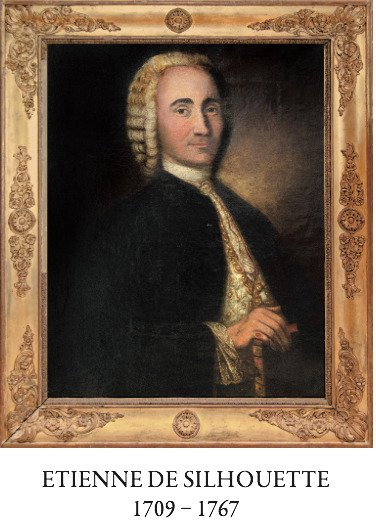 ETIENNE DE SILHOUETTE
1709 – 1767